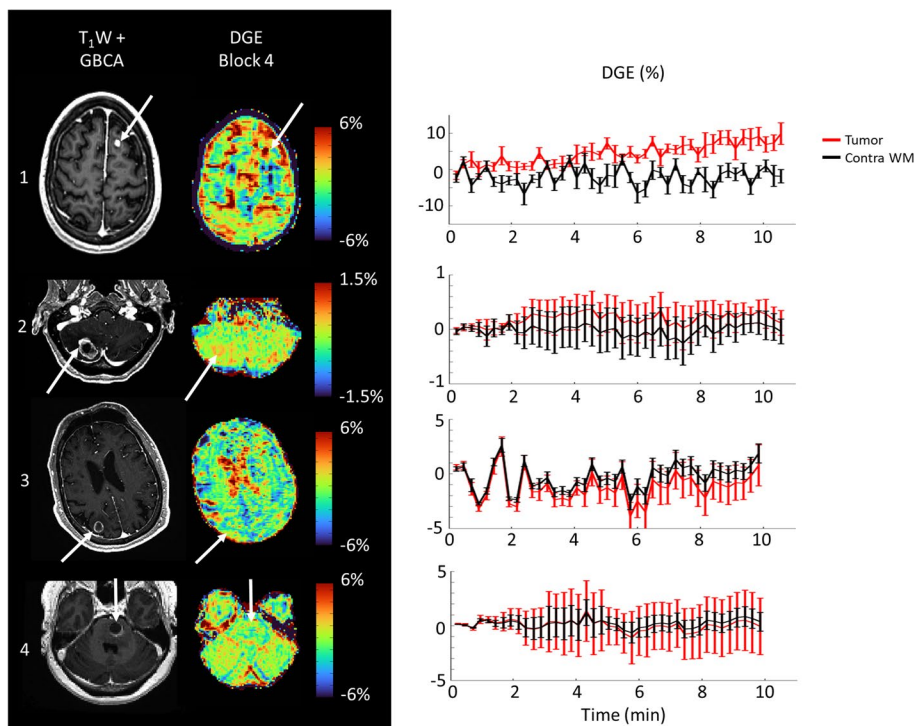 T1W +
GBCA
DGE
Block 4
DGE (%)
Tumor
Contra WM
1
6%
-6%
10
0
-10
0 2 4 6 8 10
2
1.5%
-1.5%
1
0
-1
0 2 4 6 8 10
3
6%
-6%
5
0
-5
0 2 4 6 8 10
4
6%
-6%
5
0
-5
0 2 4 6 8 10
Time (min)